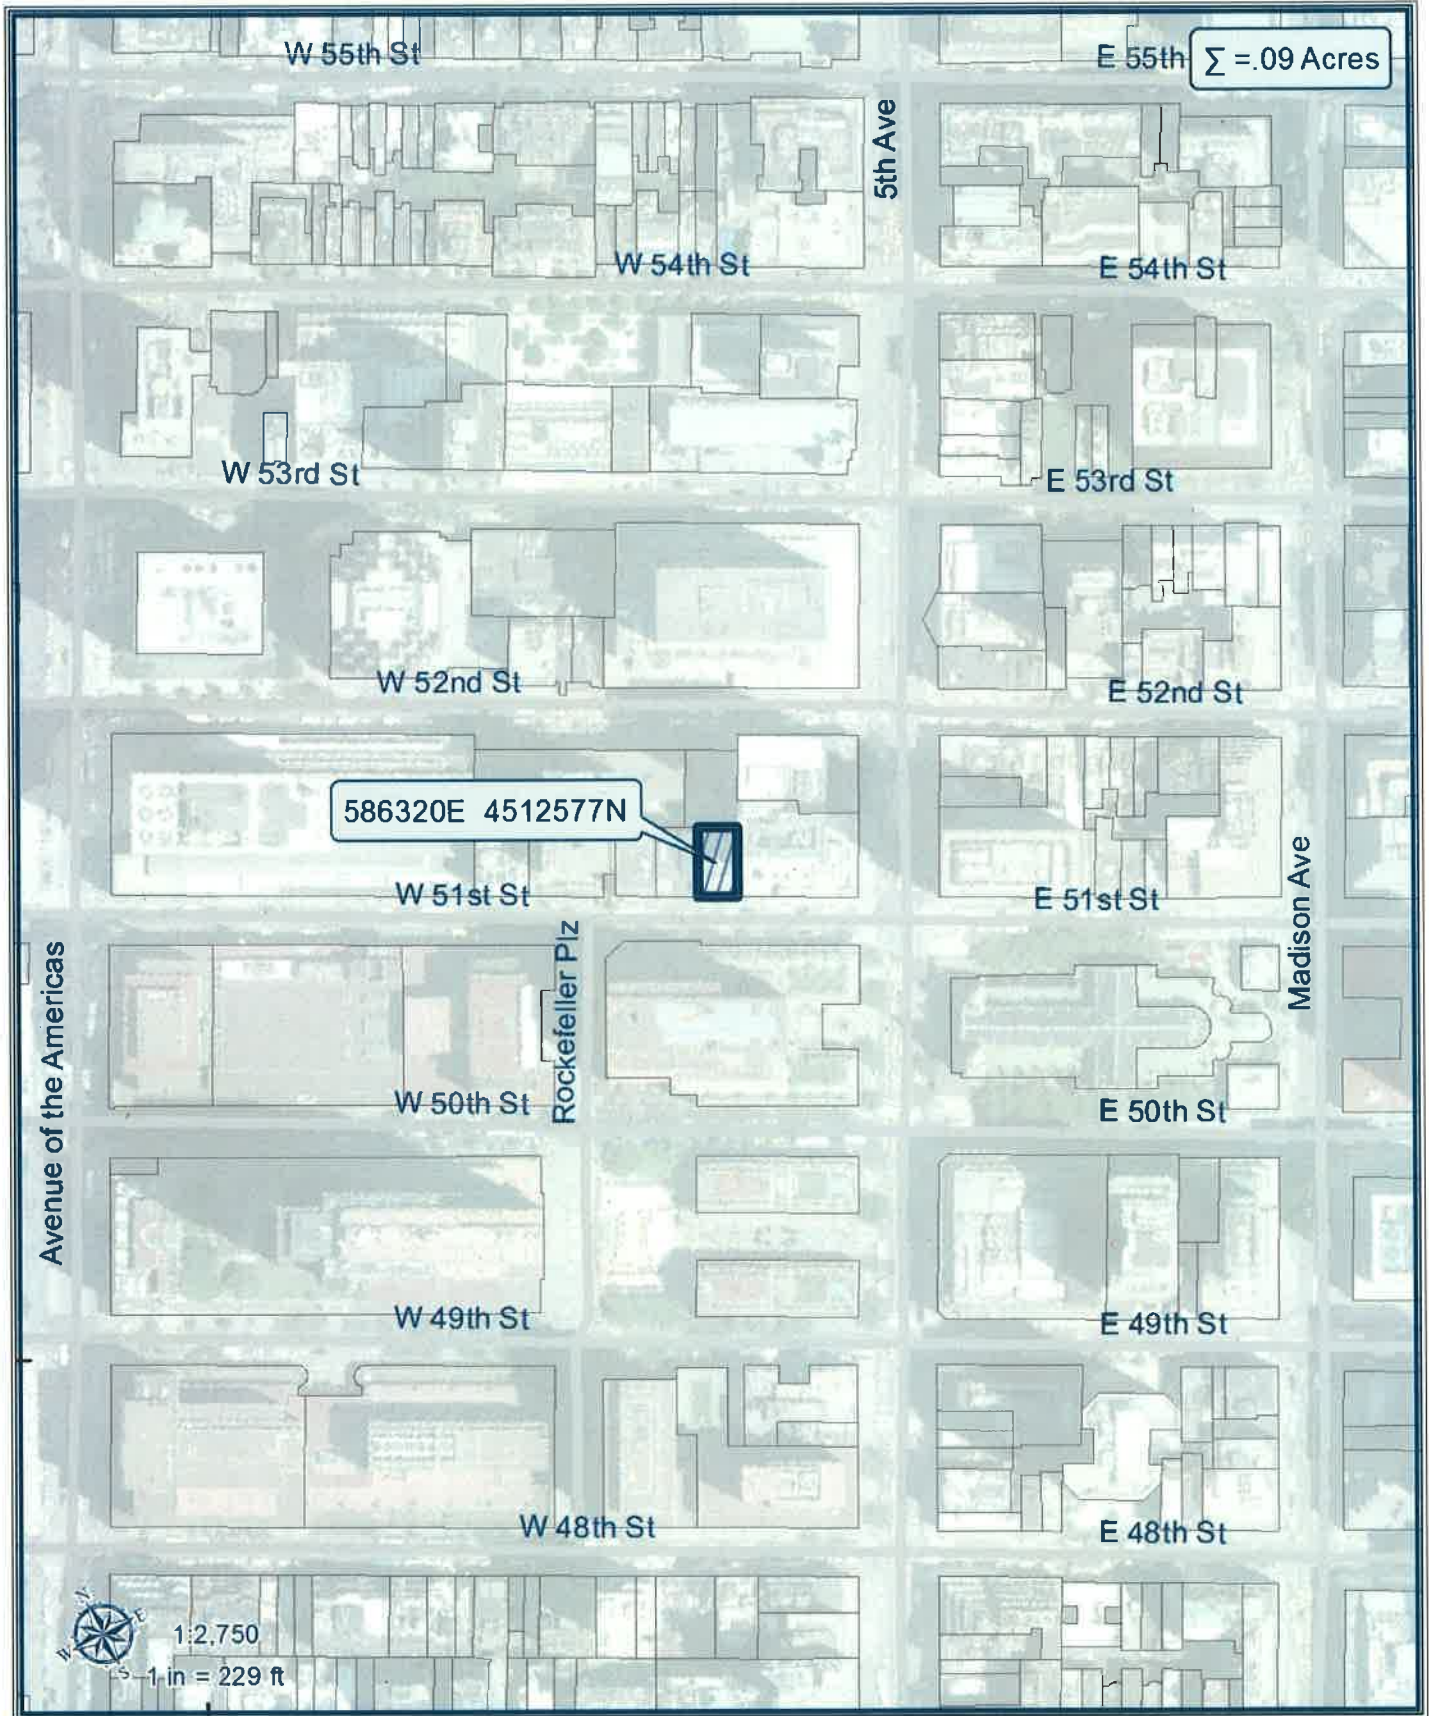 W 55th St
E 55th
∑ =.09 Acres
5th Ave
W 54th St
E 54th St
W 53rd St
E 53rd St
W 52nd St
E 52nd St
586320E 4512577N
W 51st St
E 51st St
Madison Ave
Avenue of the Americas
Rockefeller Plz
W 50th St
E 50th St
W 49th St
E 49th St
W 48th St
E 48th St
N
E
W
S
1:2,750
1 in = 229 ft